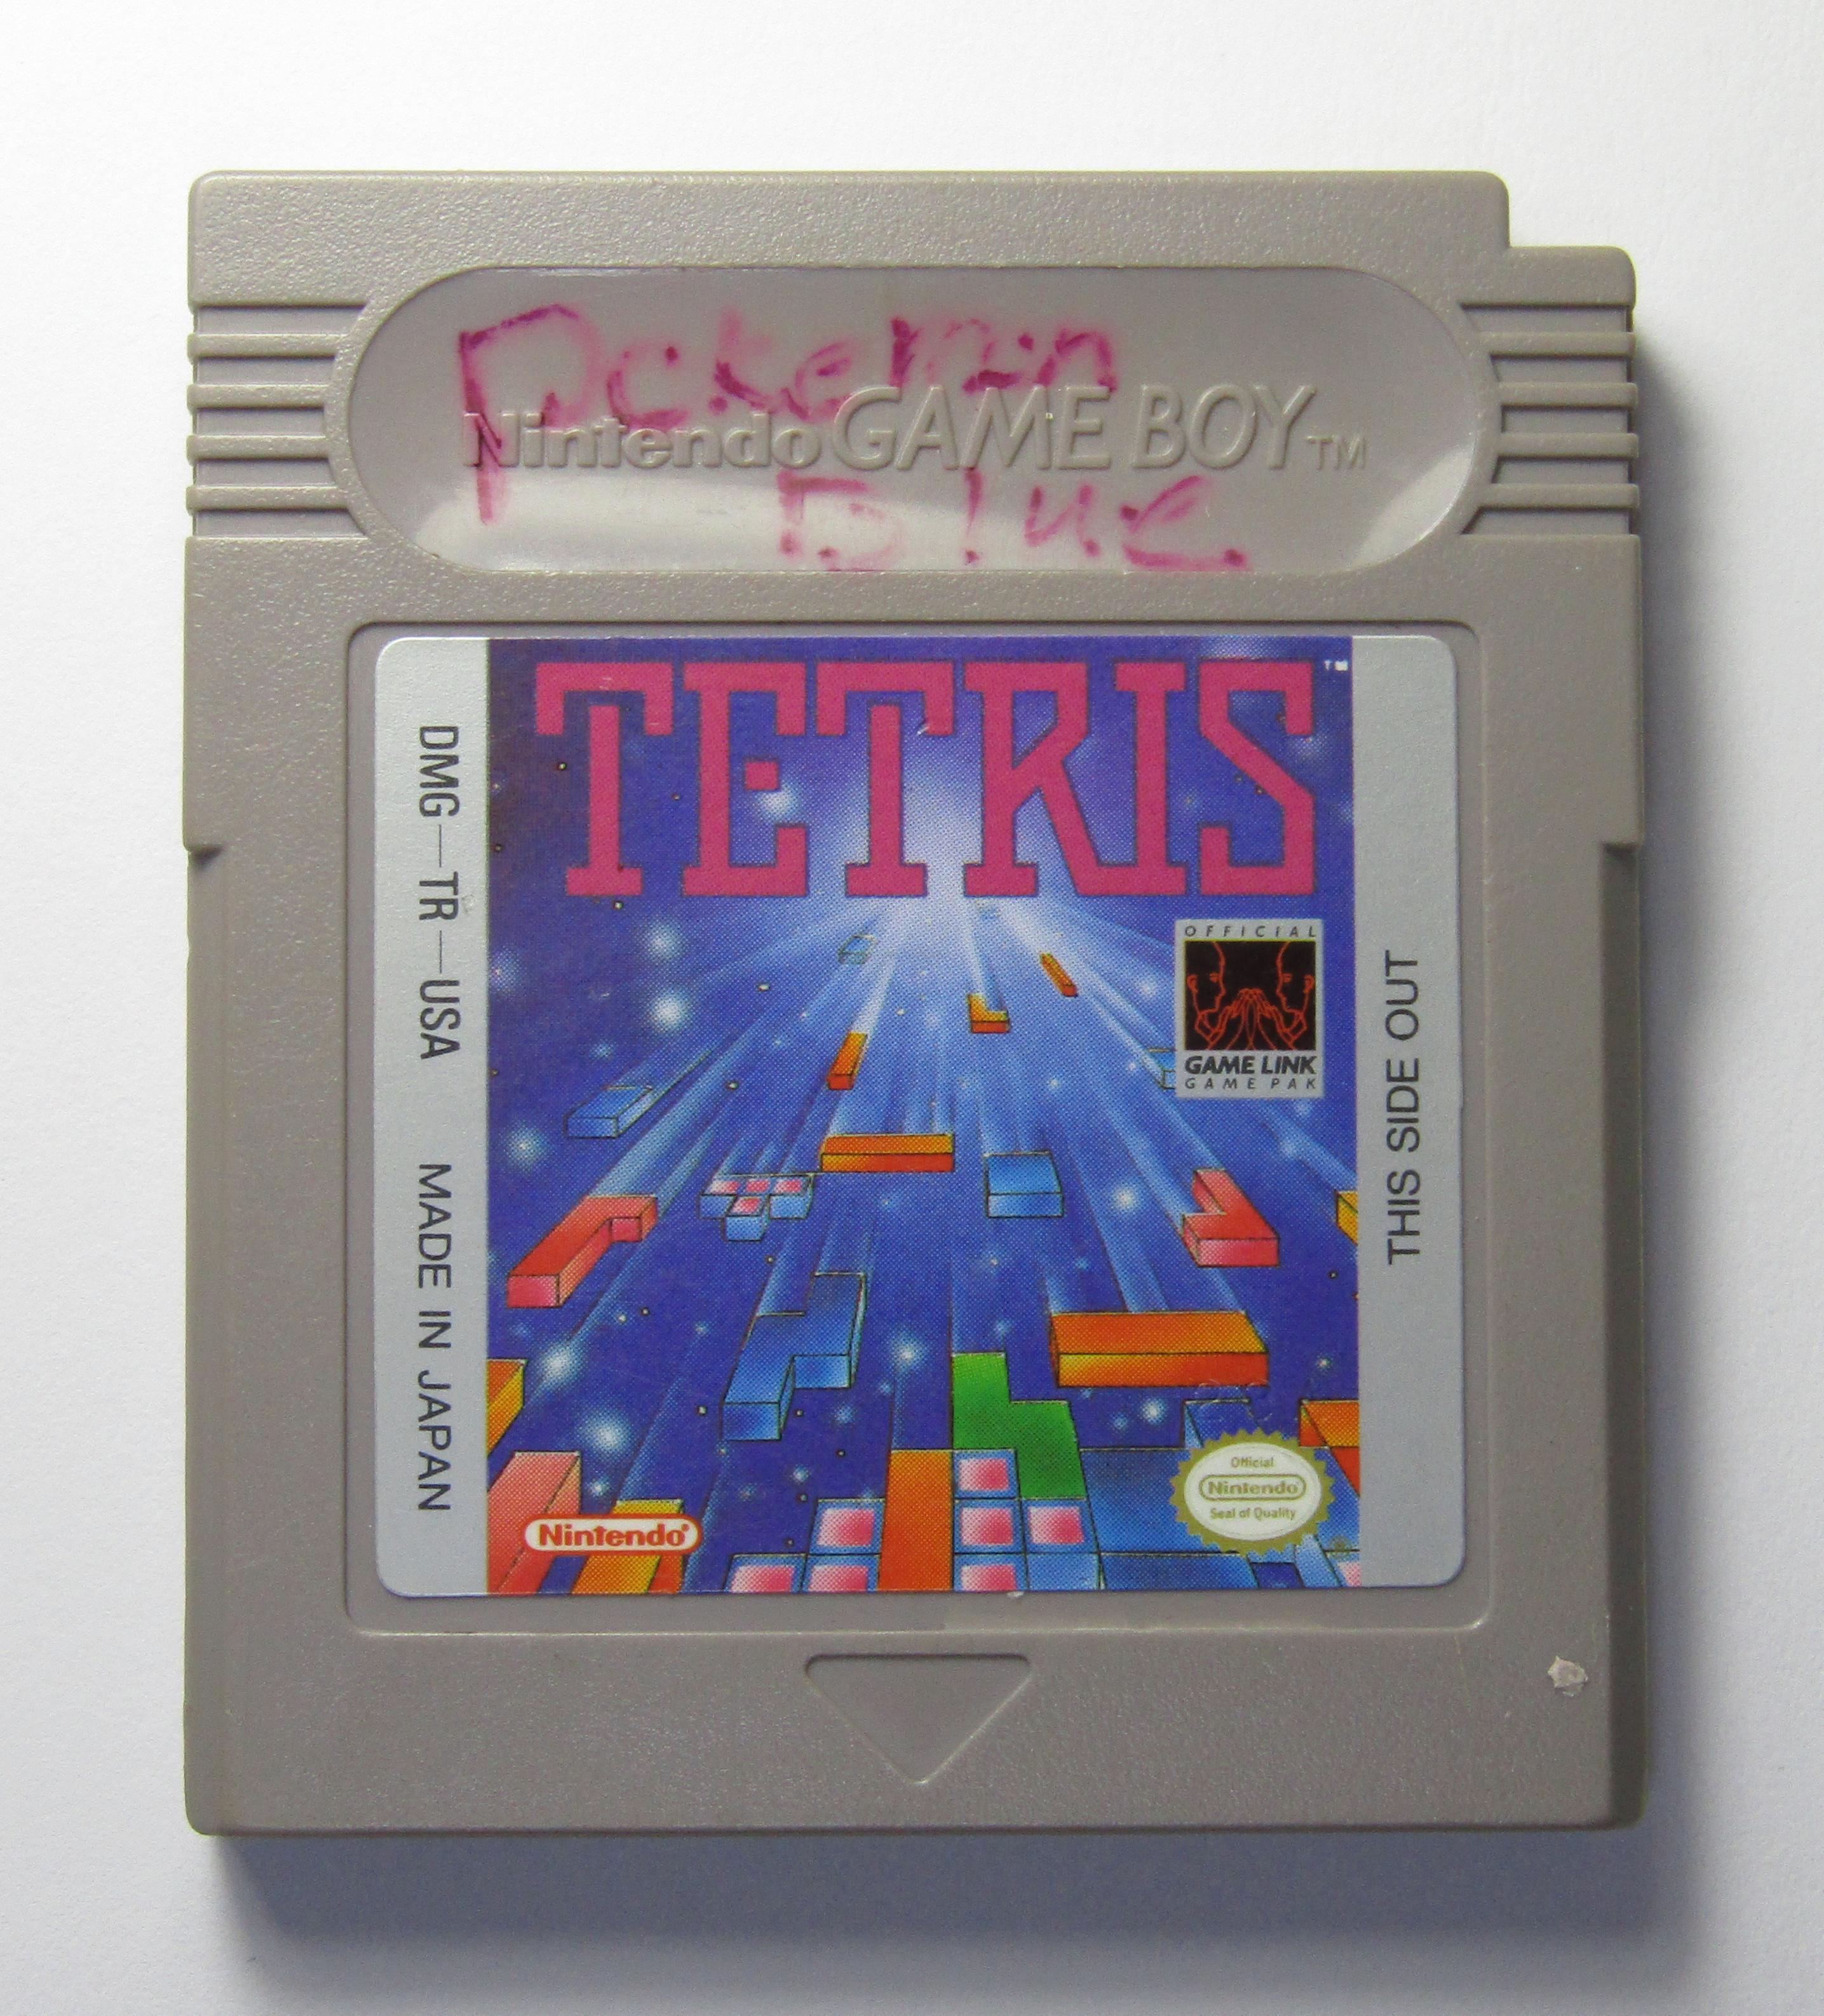 Pokemon
Nintendo GAME BOY TM
blue
TETRIS TM
DMG-TR-USA MADE IN JAPAN
OFFICIAL
GAME LINK
GAME PAK
THIS SIDE OUT
Official
Nintendo
Seal of Quality
Nintendo®